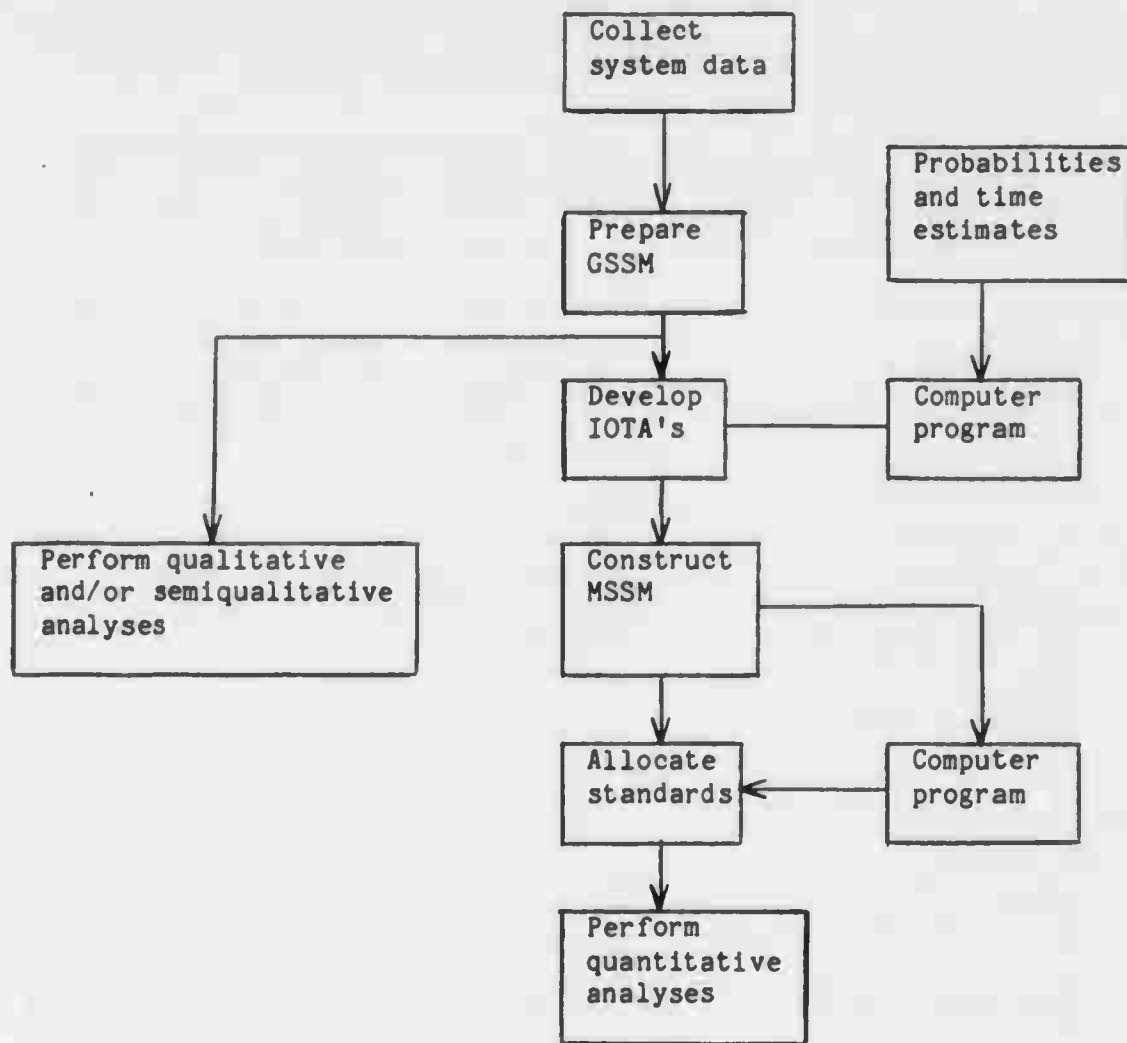 Collect
system data
Probabilities
and time
estimates
Prepare
GSSM
Develop
IOTA's
Computer
program
Perform qualitative
and/or semiqualitative
analyses
Construct
MSSM
Allocate
standards
Computer
program
Perform
quantitative
analyses